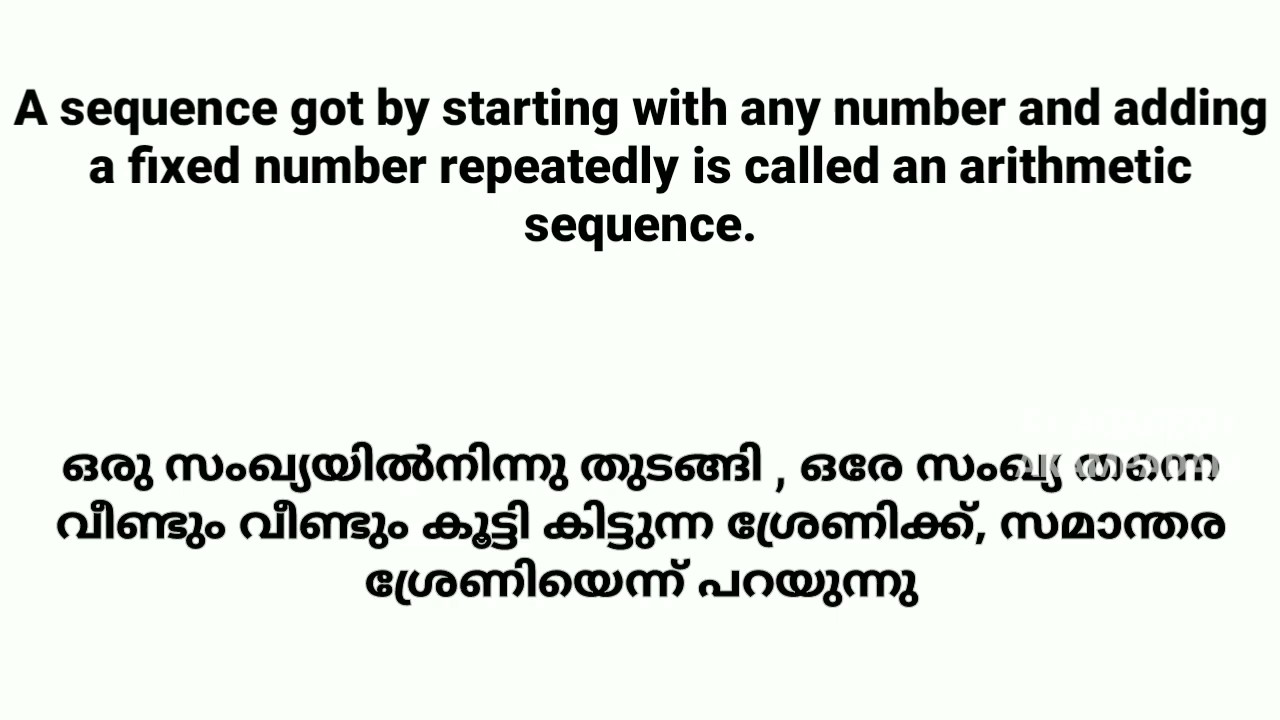 A sequence got by starting with any number and adding
a fixed number repeatedly is called an arithmetic
sequence.
ഒരു സംഖ്യയിൽനിന്നു തുടങ്ങി , ഒരേ സംഖ്യ തന്നെ
വീണ്ടും വീണ്ടും കൂട്ടി കിട്ടുന്ന ശ്രേണിക്ക്, സമാന്തര
ശ്രേണിയെന്ന് പറയുന്നു